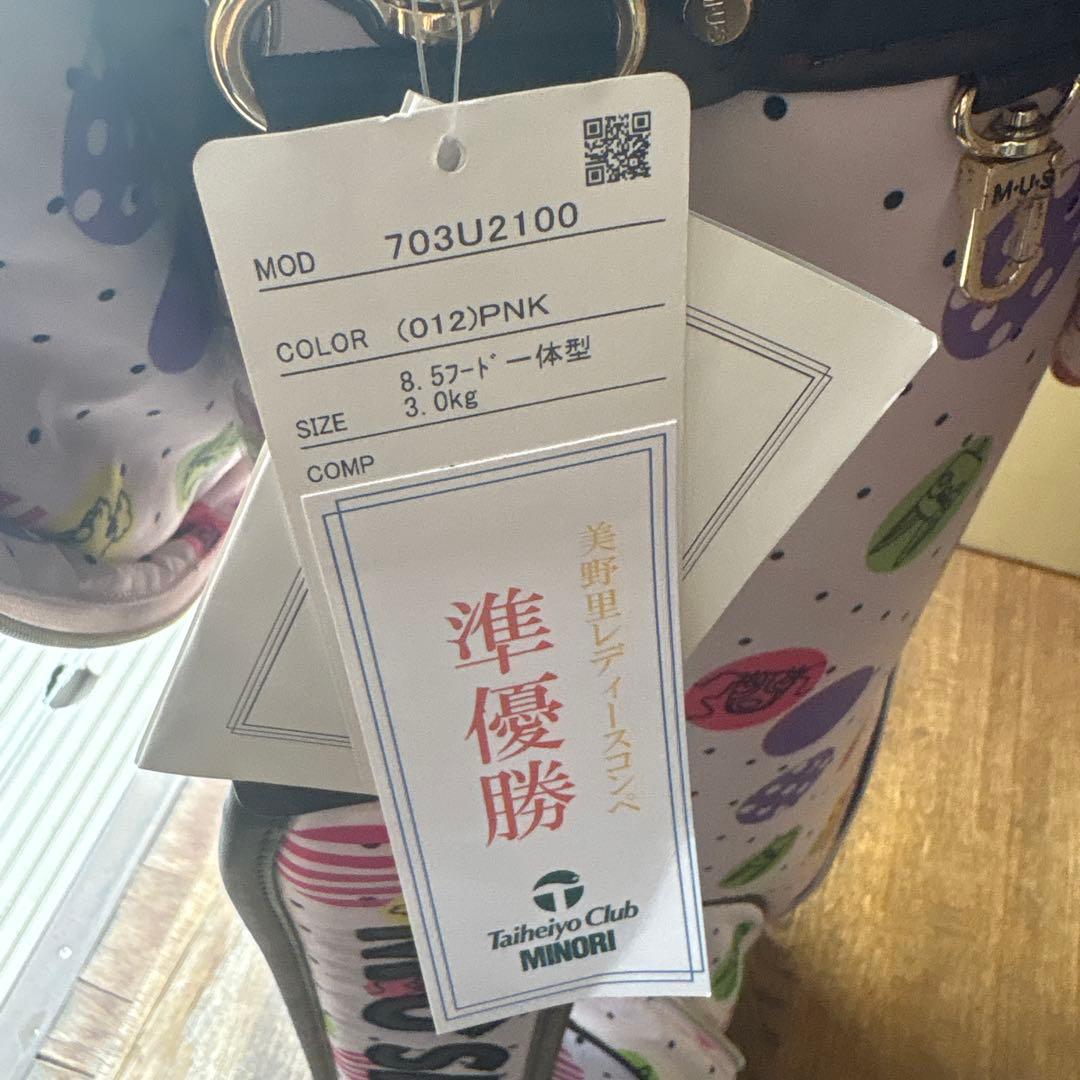 MOD 703U2100
COLOR (012)PNK
SIZE 8.5フード一体型
3.0kg
COMP
美野里レディースコンペ
準優勝
Taiheiyo Club
MINORI
M・U・S